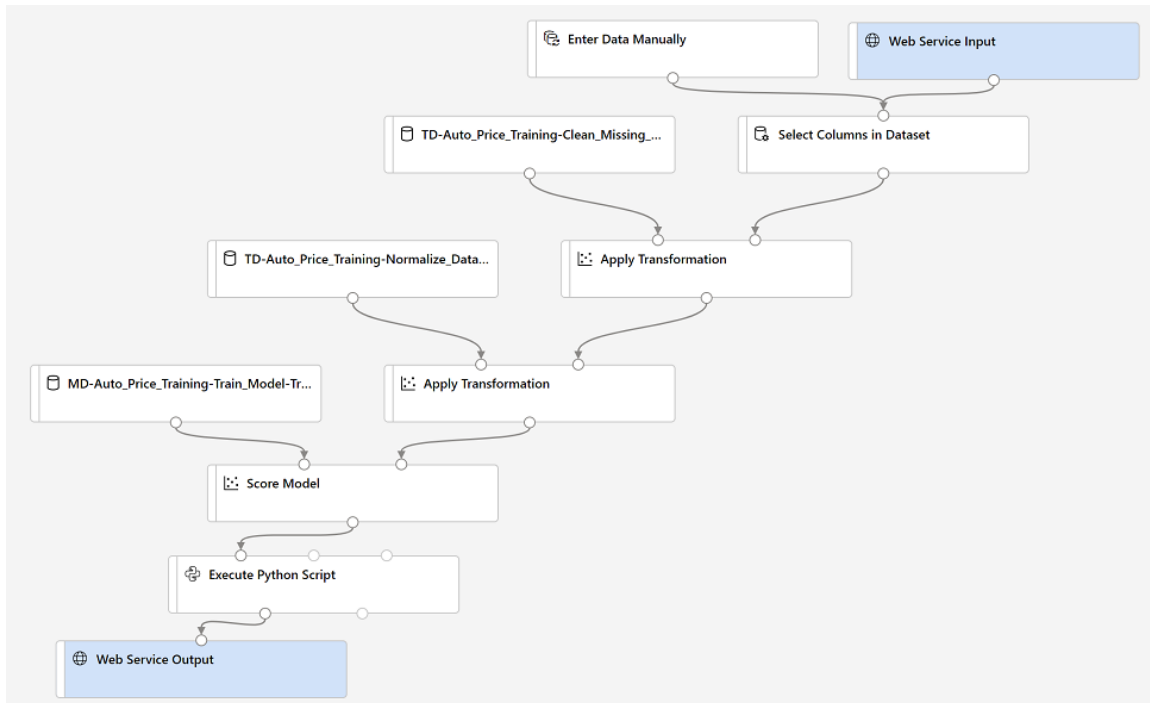 Enter Data Manually
Web Service Input
TD-Auto_Price_Training-Clean_Missing_...
Select Columns in Dataset
TD-Auto_Price_Training-Normalize_Data...
Apply Transformation
MD-Auto_Price_Training-Train_Model-Tr...
Apply Transformation
Score Model
Execute Python Script
Web Service Output